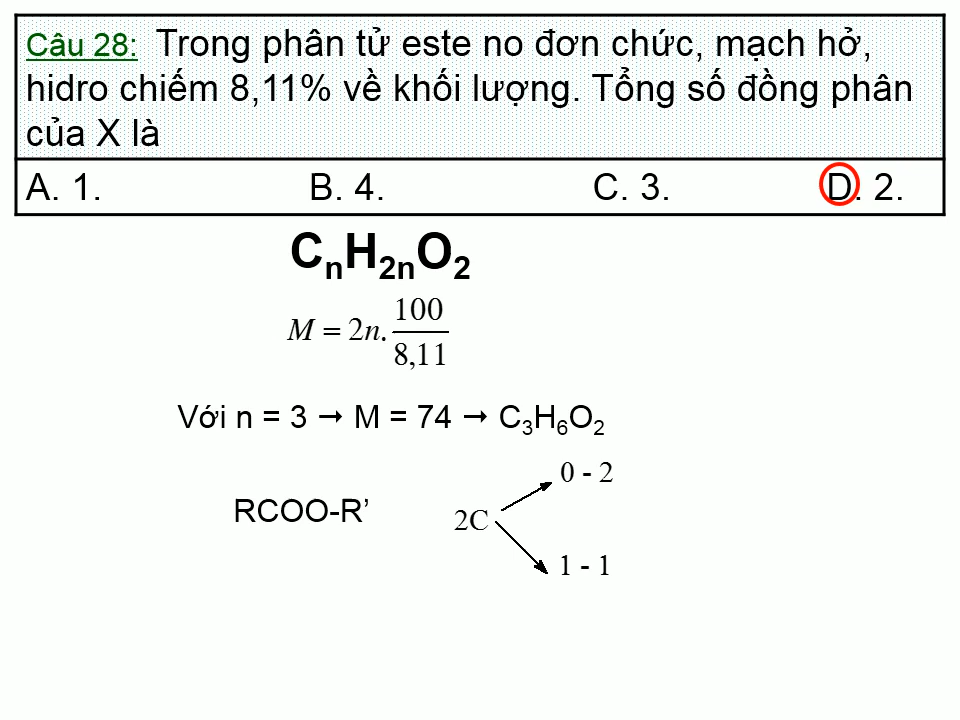 Câu 28: Trong phân tử este no đơn chức, mạch hở,
hidro chiếm 8,11% về khối lượng. Tổng số đồng phân
của X là
A. 1. B. 4. C. 3. D. 2.
CₙH₂ₙO₂
M = 2n. 100/8,11
Với n = 3 → M = 74 → C₃H₆O₂
0 - 2
RCOO-R’ 2C
1 - 1